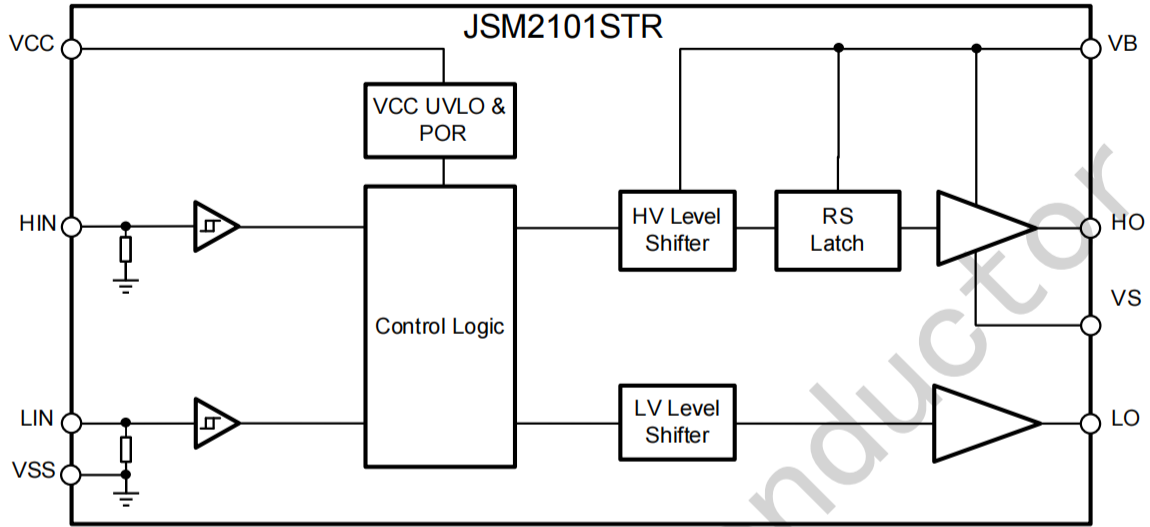 JSM2101STR
VCC
VB
VCC UVLO &
POR
HIN
HV Level
Shifter
RS
Latch
HO
VS
Control Logic
LIN
LV Level
Shifter
LO
VSS
nductor